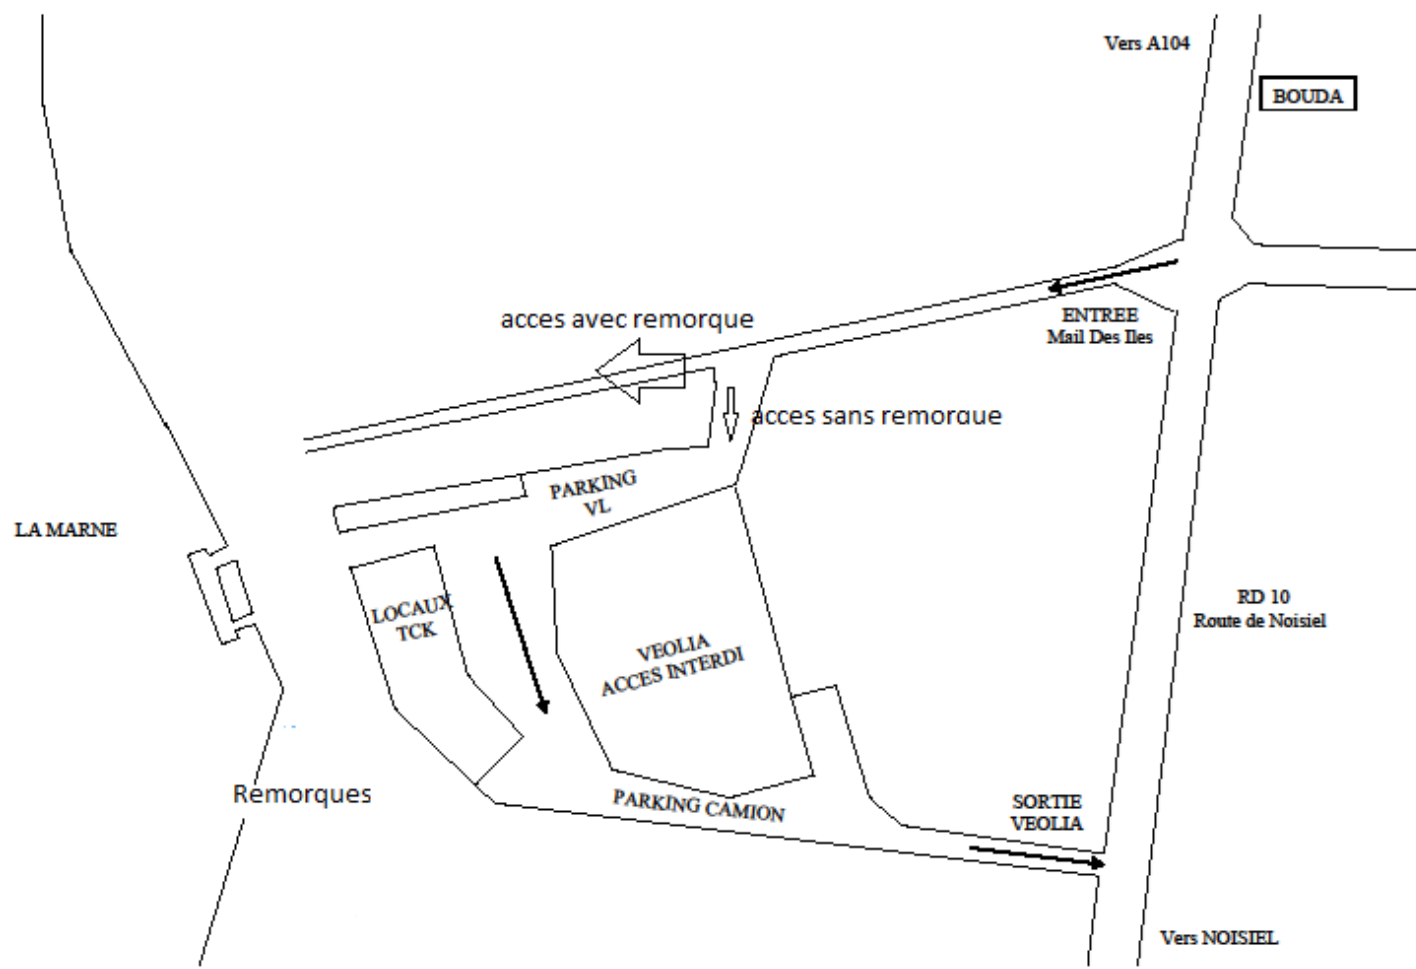 Vers A104
BOUDA
ENTREE
Mail Des Iles
acces avec remorque
acces sans remorque
PARKING
VL
LA MARNE
LOCAUX
TCK
VEOLIA
ACCES INTERDI
RD 10
Route de Noisiel
Remorques
PARKING CAMION
SORTIE
VEOLIA
Vers NOISIEL